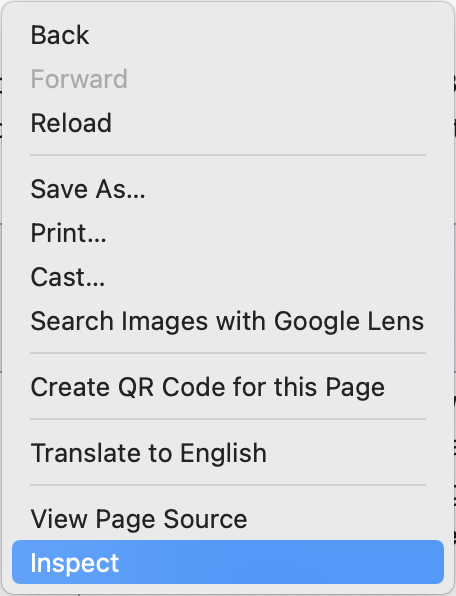 Back
Forward
Reload
Save As...
Print...
Cast...
Search Images with Google Lens
Create QR Code for this Page
Translate to English
View Page Source
Inspect